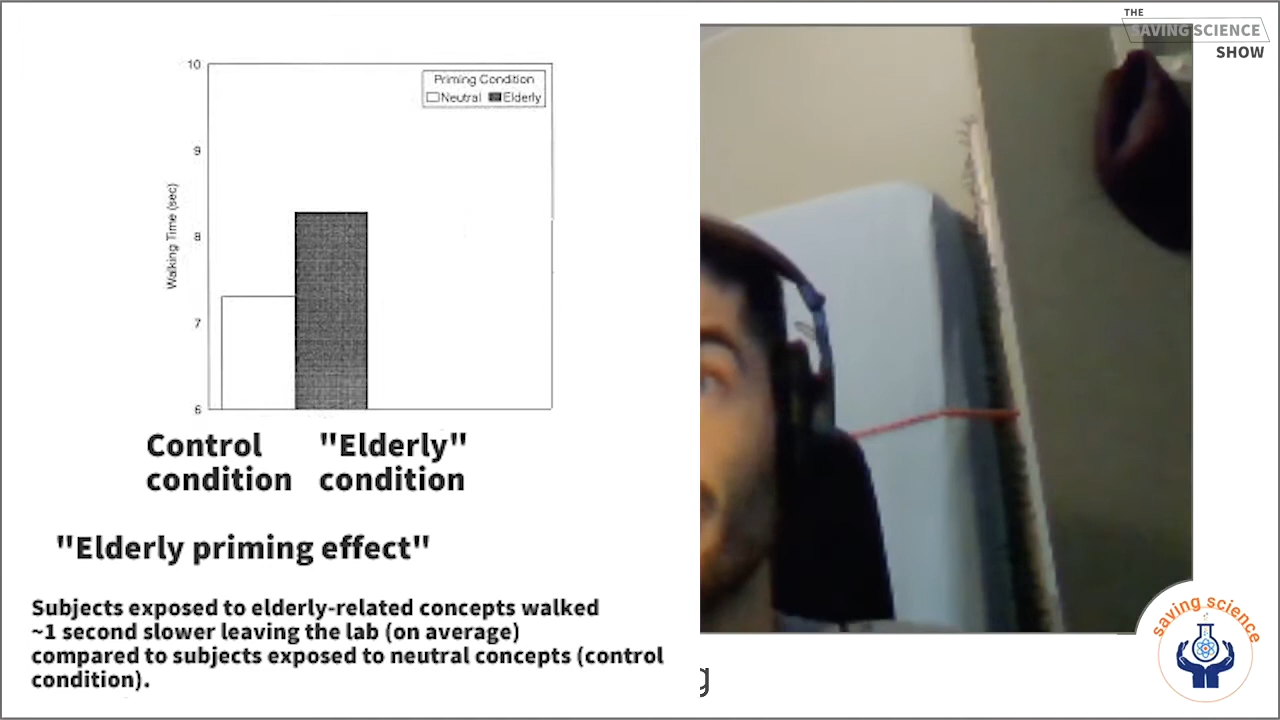 THE
SAVING SCIENCE
SHOW
10
Priming Condition
Neutral Elderly
9
8
7
6
Walking Time (sec)
Control "Elderly"
condition condition
"Elderly priming effect"
Subjects exposed to elderly-related concepts walked
~1 second slower leaving the lab (on average)
compared to subjects exposed to neutral concepts (control
condition).
g
saving science